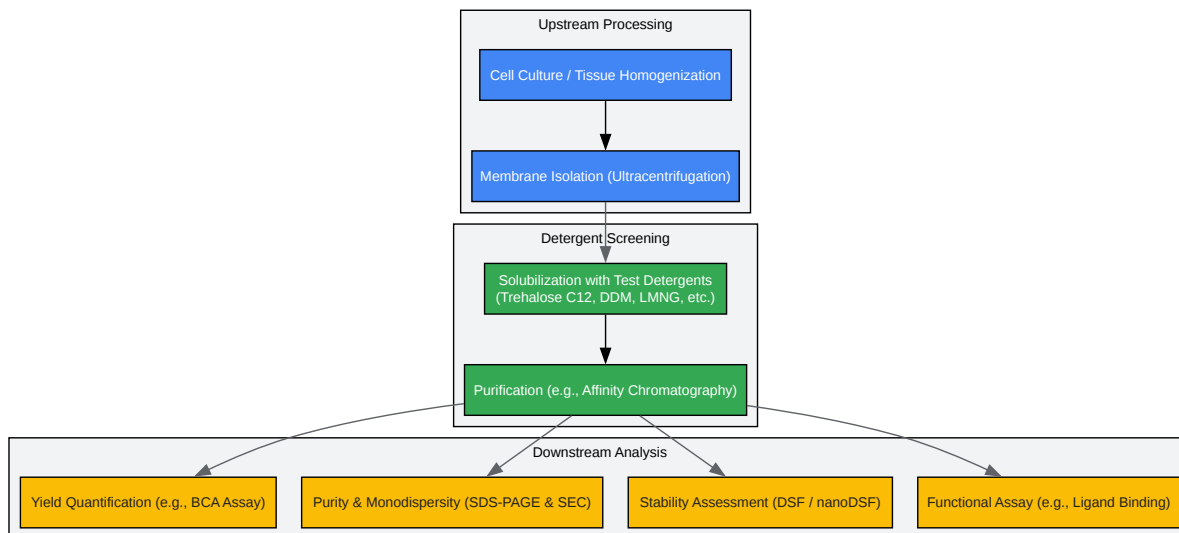 Upstream Processing
Cell Culture / Tissue Homogenization
Membrane Isolation (Ultracentrifugation)
Detergent Screening
Solubilization with Test Detergents
(Trehalose C12, DDM, LMNG, etc.)
Purification (e.g., Affinity Chromatography)
Downstream Analysis
Yield Quantification (e.g., BCA Assay)
Purity & Monodispersity (SDS-PAGE & SEC)
Stability Assessment (DSF / nanoDSF)
Functional Assay (e.g., Ligand Binding)